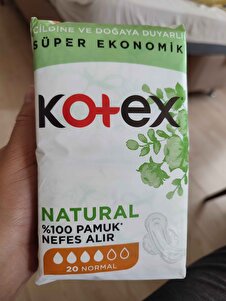 CİLDİNE VE DOĞAYA DUYARLI
SÜPER EKONOMİK
Kotex
NATURAL
%100 PAMUK*
NEFES ALIR
20 NORMAL